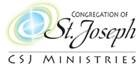 CONGREGATION OF
St. Joseph
CSJ MINISTRIES